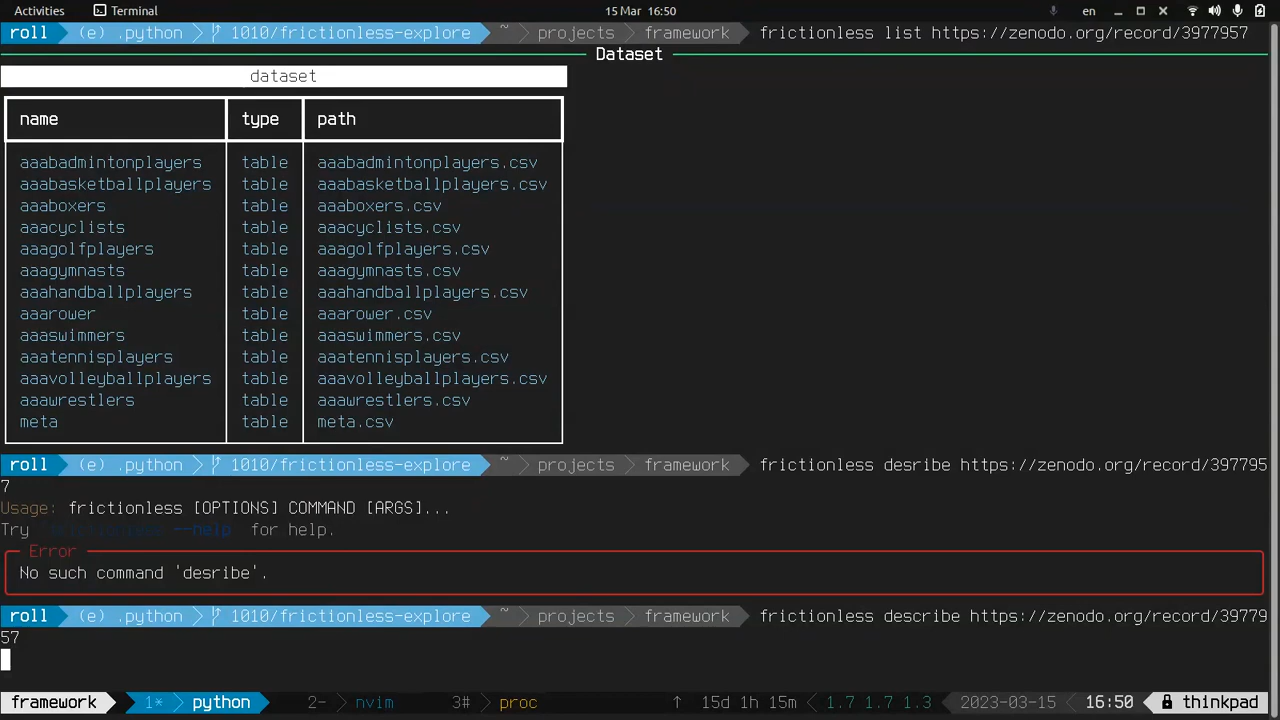 Activities Terminal 15 Mar 16:50 en
roll (e) .python 1010/frictionless-explore ~ projects framework frictionless list https://zenodo.org/record/3977957
Dataset
dataset
name type path
aaabadmintonplayers table aaabadmintonplayers.csv
aaabasketballplayers table aaabasketballplayers.csv
aaaboxers table aaaboxers.csv
aaacyclists table aaacyclists.csv
aaagolfplayers table aaagolfplayers.csv
aaagymnasts table aaagymnasts.csv
aaahandballplayers table aaahandballplayers.csv
aaarower table aaarower.csv
aaaswimmers table aaaswimmers.csv
aaatennisplayers table aaatennisplayers.csv
aaavolleyballplayers table aaavolleyballplayers.csv
aaawrestlers table aaawrestlers.csv
meta table meta.csv
roll (e) .python 1010/frictionless-explore ~ projects framework frictionless desribe https://zenodo.org/record/397795
7
Usage: frictionless [OPTIONS] COMMAND [ARGS]...
Try 'frictionless --help' for help.
Error
No such command 'desribe'.
roll (e) .python 1010/frictionless-explore ~ projects framework frictionless describe https://zenodo.org/record/39779
57
framework 1* python 2- nvim 3# proc ↑ 15d 1h 15m 1.7 1.7 1.3 2023-03-15 16:50 thinkpad